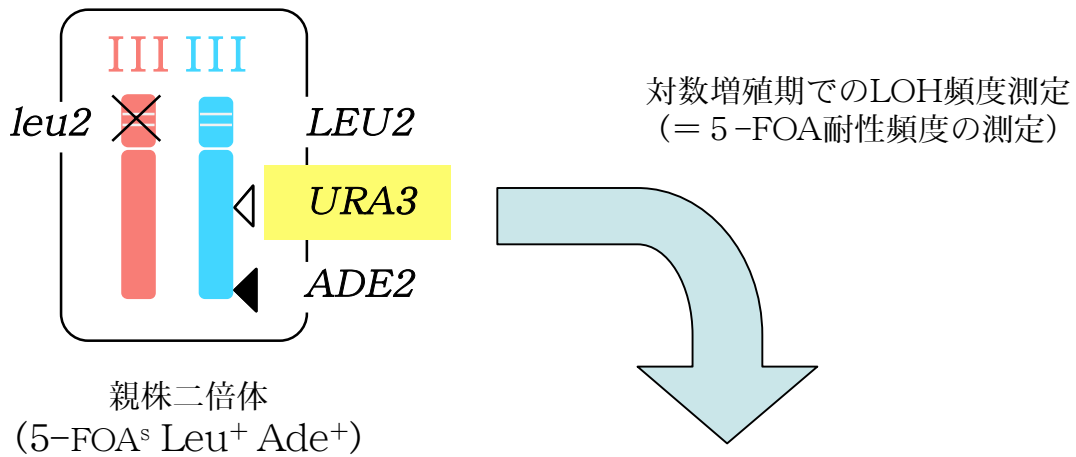 III III
leu2
LEU2
URA3
ADE2
親株二倍体
(5-FOAˢ Leu⁺ Ade⁺)
対数増殖期でのLOH頻度測定
(＝５-FOA耐性頻度の測定)